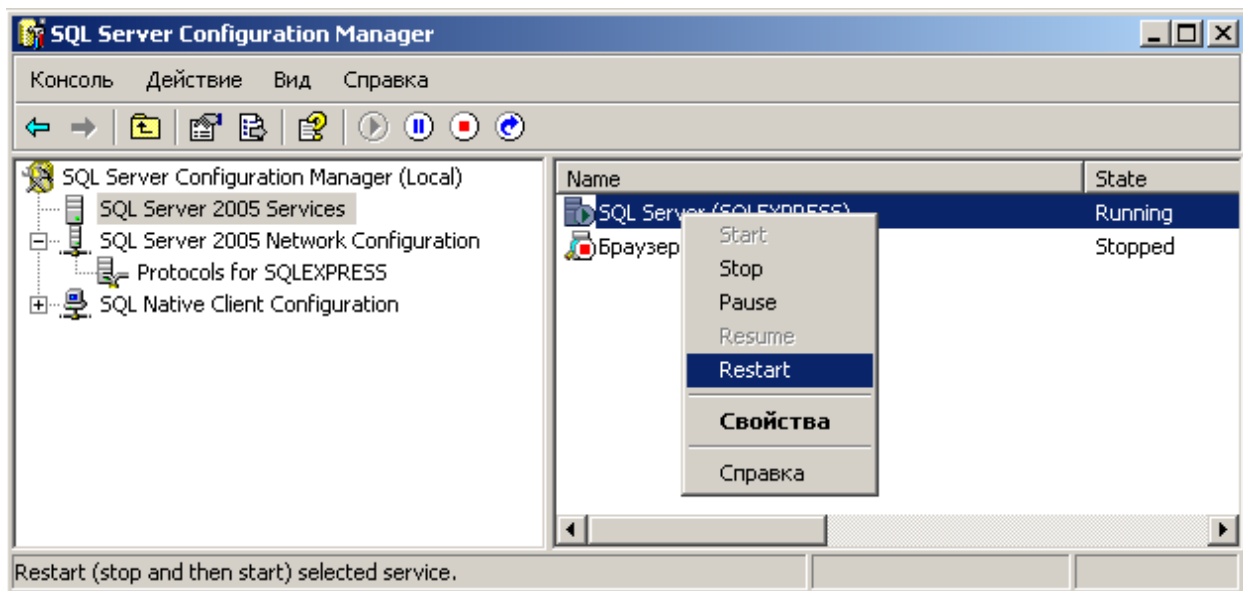 SQL Server Configuration Manager
Консоль Действие Вид Справка
SQL Server Configuration Manager (Local)
SQL Server 2005 Services
SQL Server 2005 Network Configuration
Protocols for SQLEXPRESS
SQL Native Client Configuration
Name State
SQL Server (SQLEXPRESS) Running
Браузер Stopped
Start
Stop
Pause
Resume
Restart
Свойства
Справка
Restart (stop and then start) selected service.